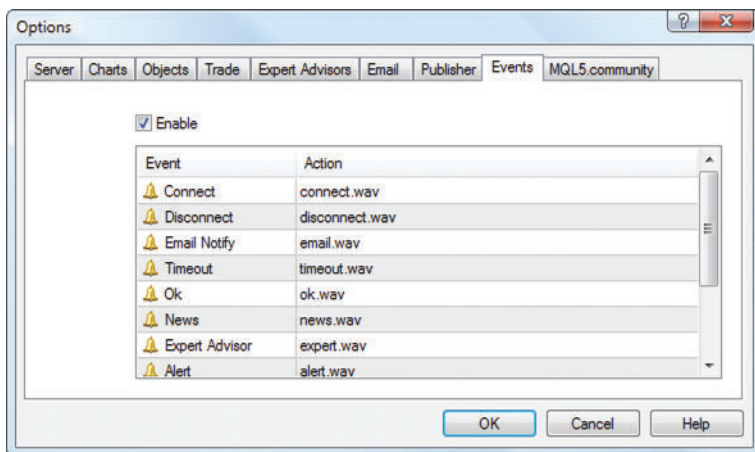 Options
Server Charts Objects Trade Expert Advisors Email Publisher Events MQL5.community
Enable
Event Action
Connect connect.wav
Disconnect disconnect.wav
Email Notify email.wav
Timeout timeout.wav
Ok ok.wav
News news.wav
Expert Advisor expert.wav
Alert alert.wav
OK Cancel Help